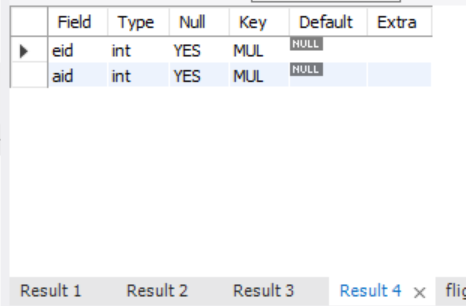 Field Type Null Key Default Extra
eid int YES MUL NULL
aid int YES MUL NULL
Result 1 Result 2 Result 3 Result 4 ×